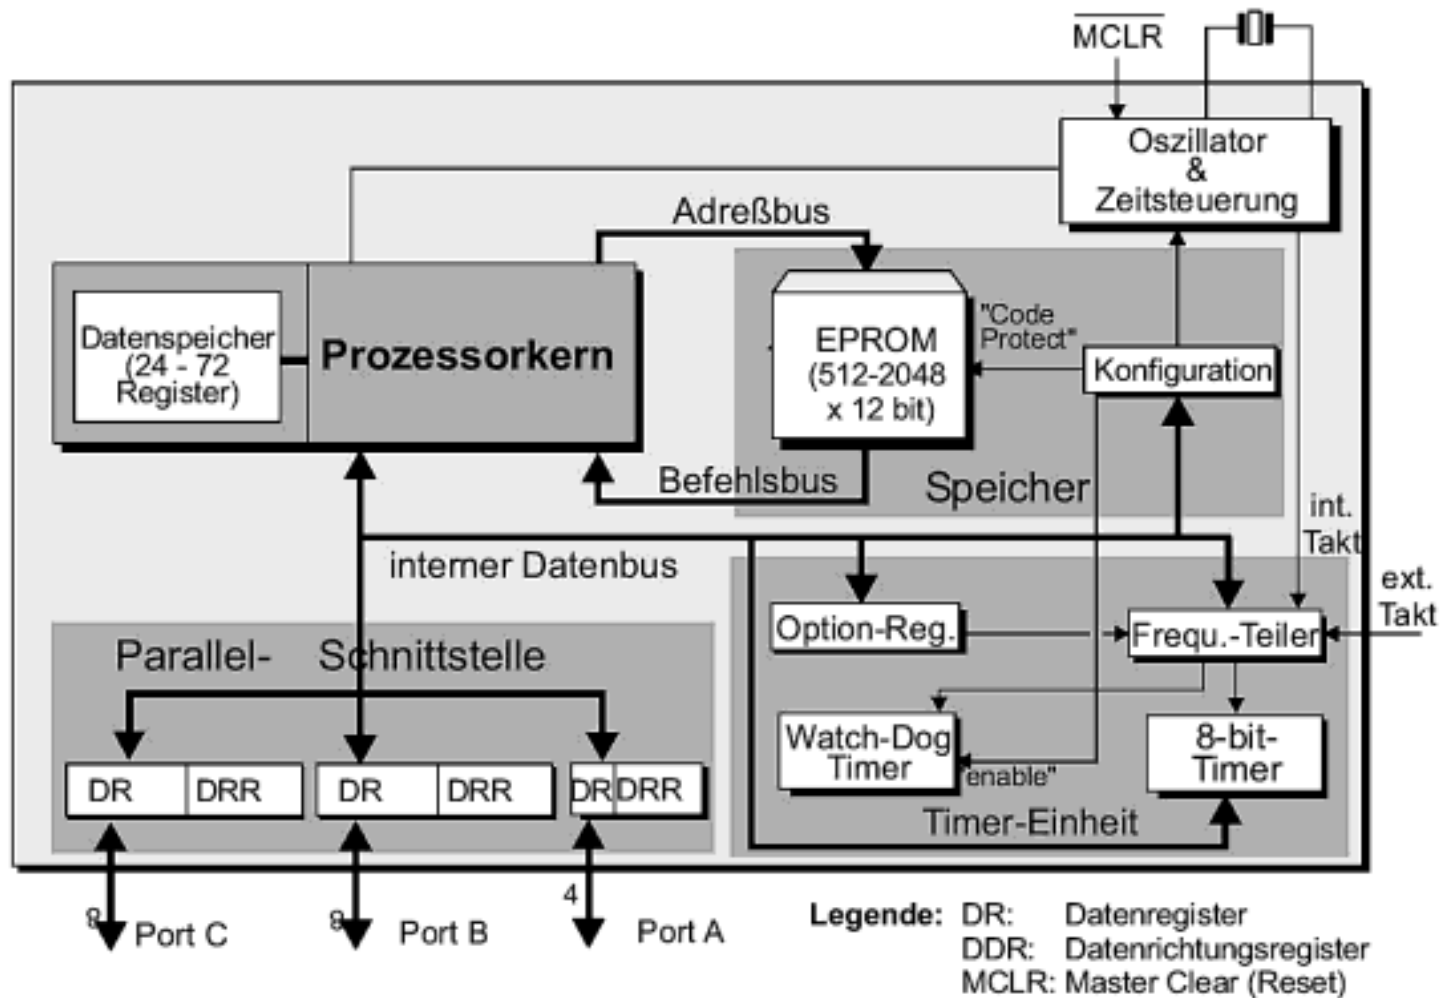 MCLR
Oszillator
&
Zeitsteuerung
Adreßbus
Datenspeicher
(24 - 72
Register)
Prozessorkern
EPROM
(512-2048
x 12 bit)
"Code
Protect"
Konfiguration
Befehlsbus
Speicher
int.
Takt
ext.
Takt
interner Datenbus
Option-Reg.
Frequ.-Teiler
Parallel- Schnittstelle
Watch-Dog
Timer
enable"
8-bit-
Timer
Timer-Einheit
DR DRR
DR DRR
DR DRR
8
Port C
8
Port B
4
Port A
Legende: DR: Datenregister
DDR: Datenrichtungsregister
MCLR: Master Clear (Reset)